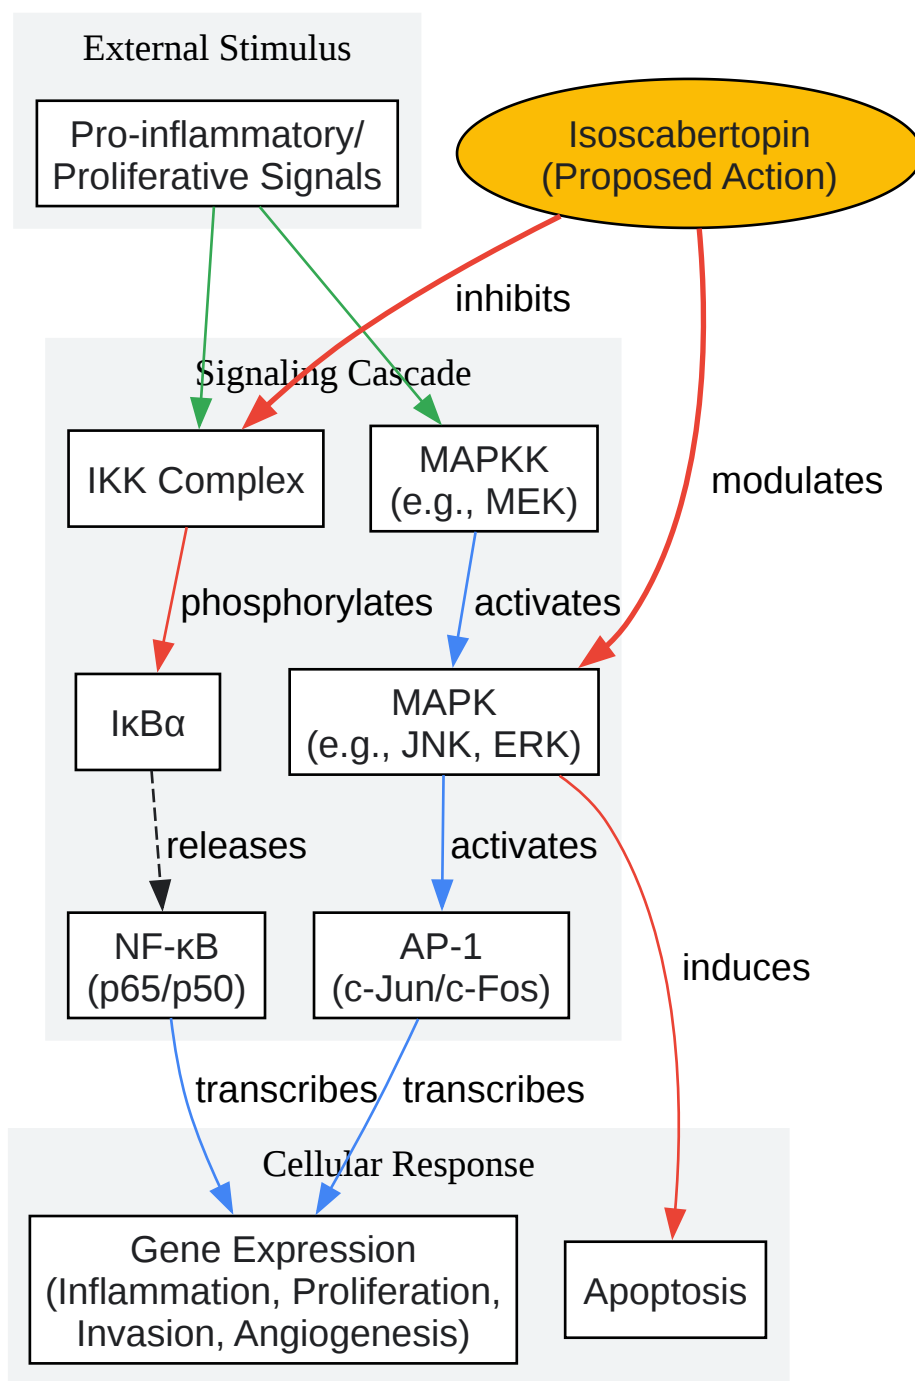 External Stimulus
Pro-inflammatory/
Proliferative Signals
Isoscabertopin
(Proposed Action)
inhibits
Signaling Cascade
IKK Complex
MAPKK
(e.g., MEK)
modulates
phosphorylates
activates
IκBα
MAPK
(e.g., JNK, ERK)
releases
activates
NF-κB
(p65/p50)
AP-1
(c-Jun/c-Fos)
induces
transcribes
transcribes
Cellular Response
Gene Expression
(Inflammation, Proliferation,
Invasion, Angiogenesis)
Apoptosis